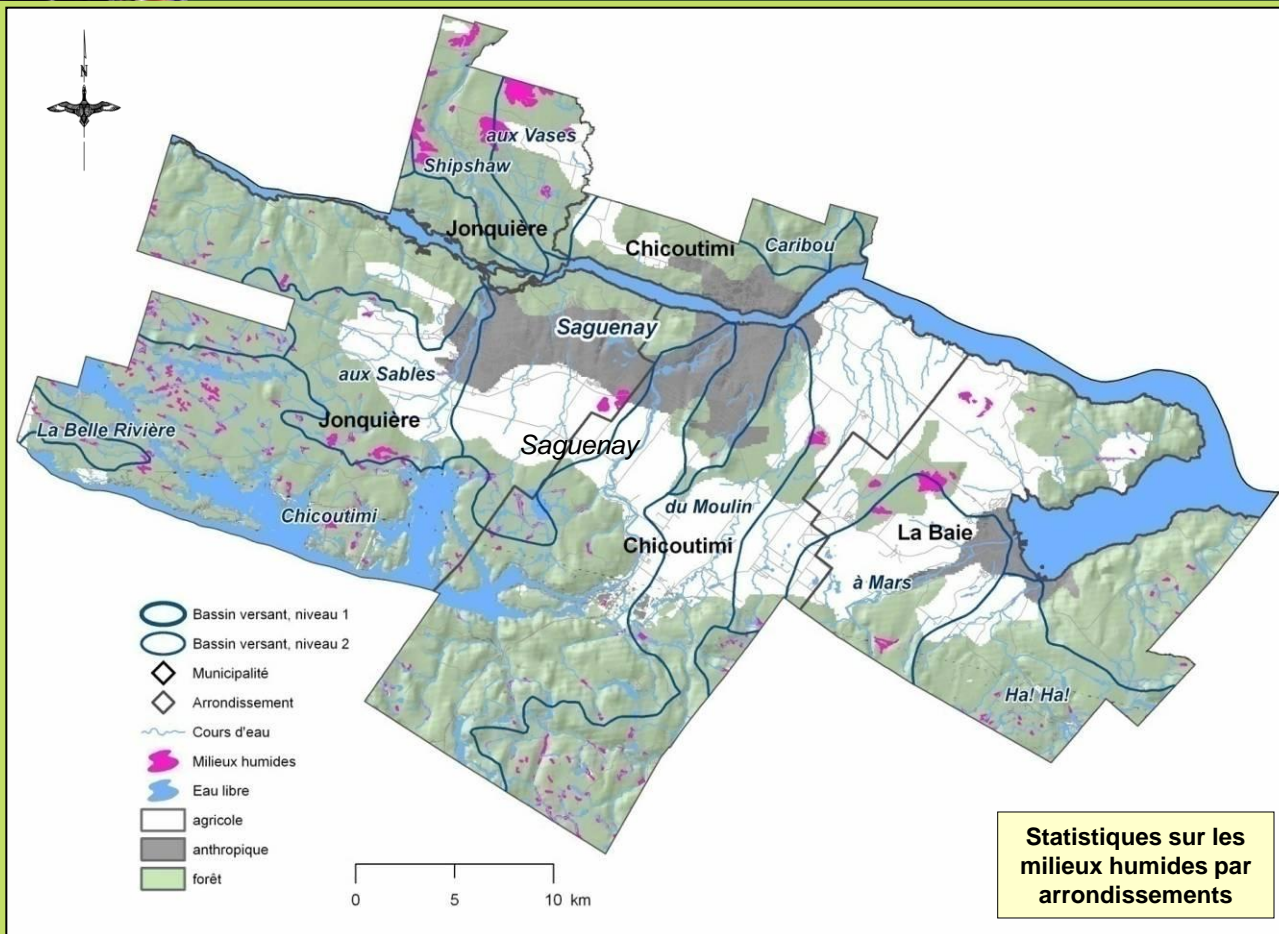 N
aux Vases
Shipshaw
Jonquière
Chicoutimi
Caribou
Saguenay
aux Sables
Jonquière
La Belle Rivière
Saguenay
Chicoutimi
du Moulin
Chicoutimi
La Baie
à Mars
Ha! Ha!
Bassin versant, niveau 1
Bassin versant, niveau 2
Municipalité
Arrondissement
Cours d'eau
Milieux humides
Eau libre
agricole
anthropique
forêt
0 5 10 km
Statistiques sur les
milieux humides par
arrondissements